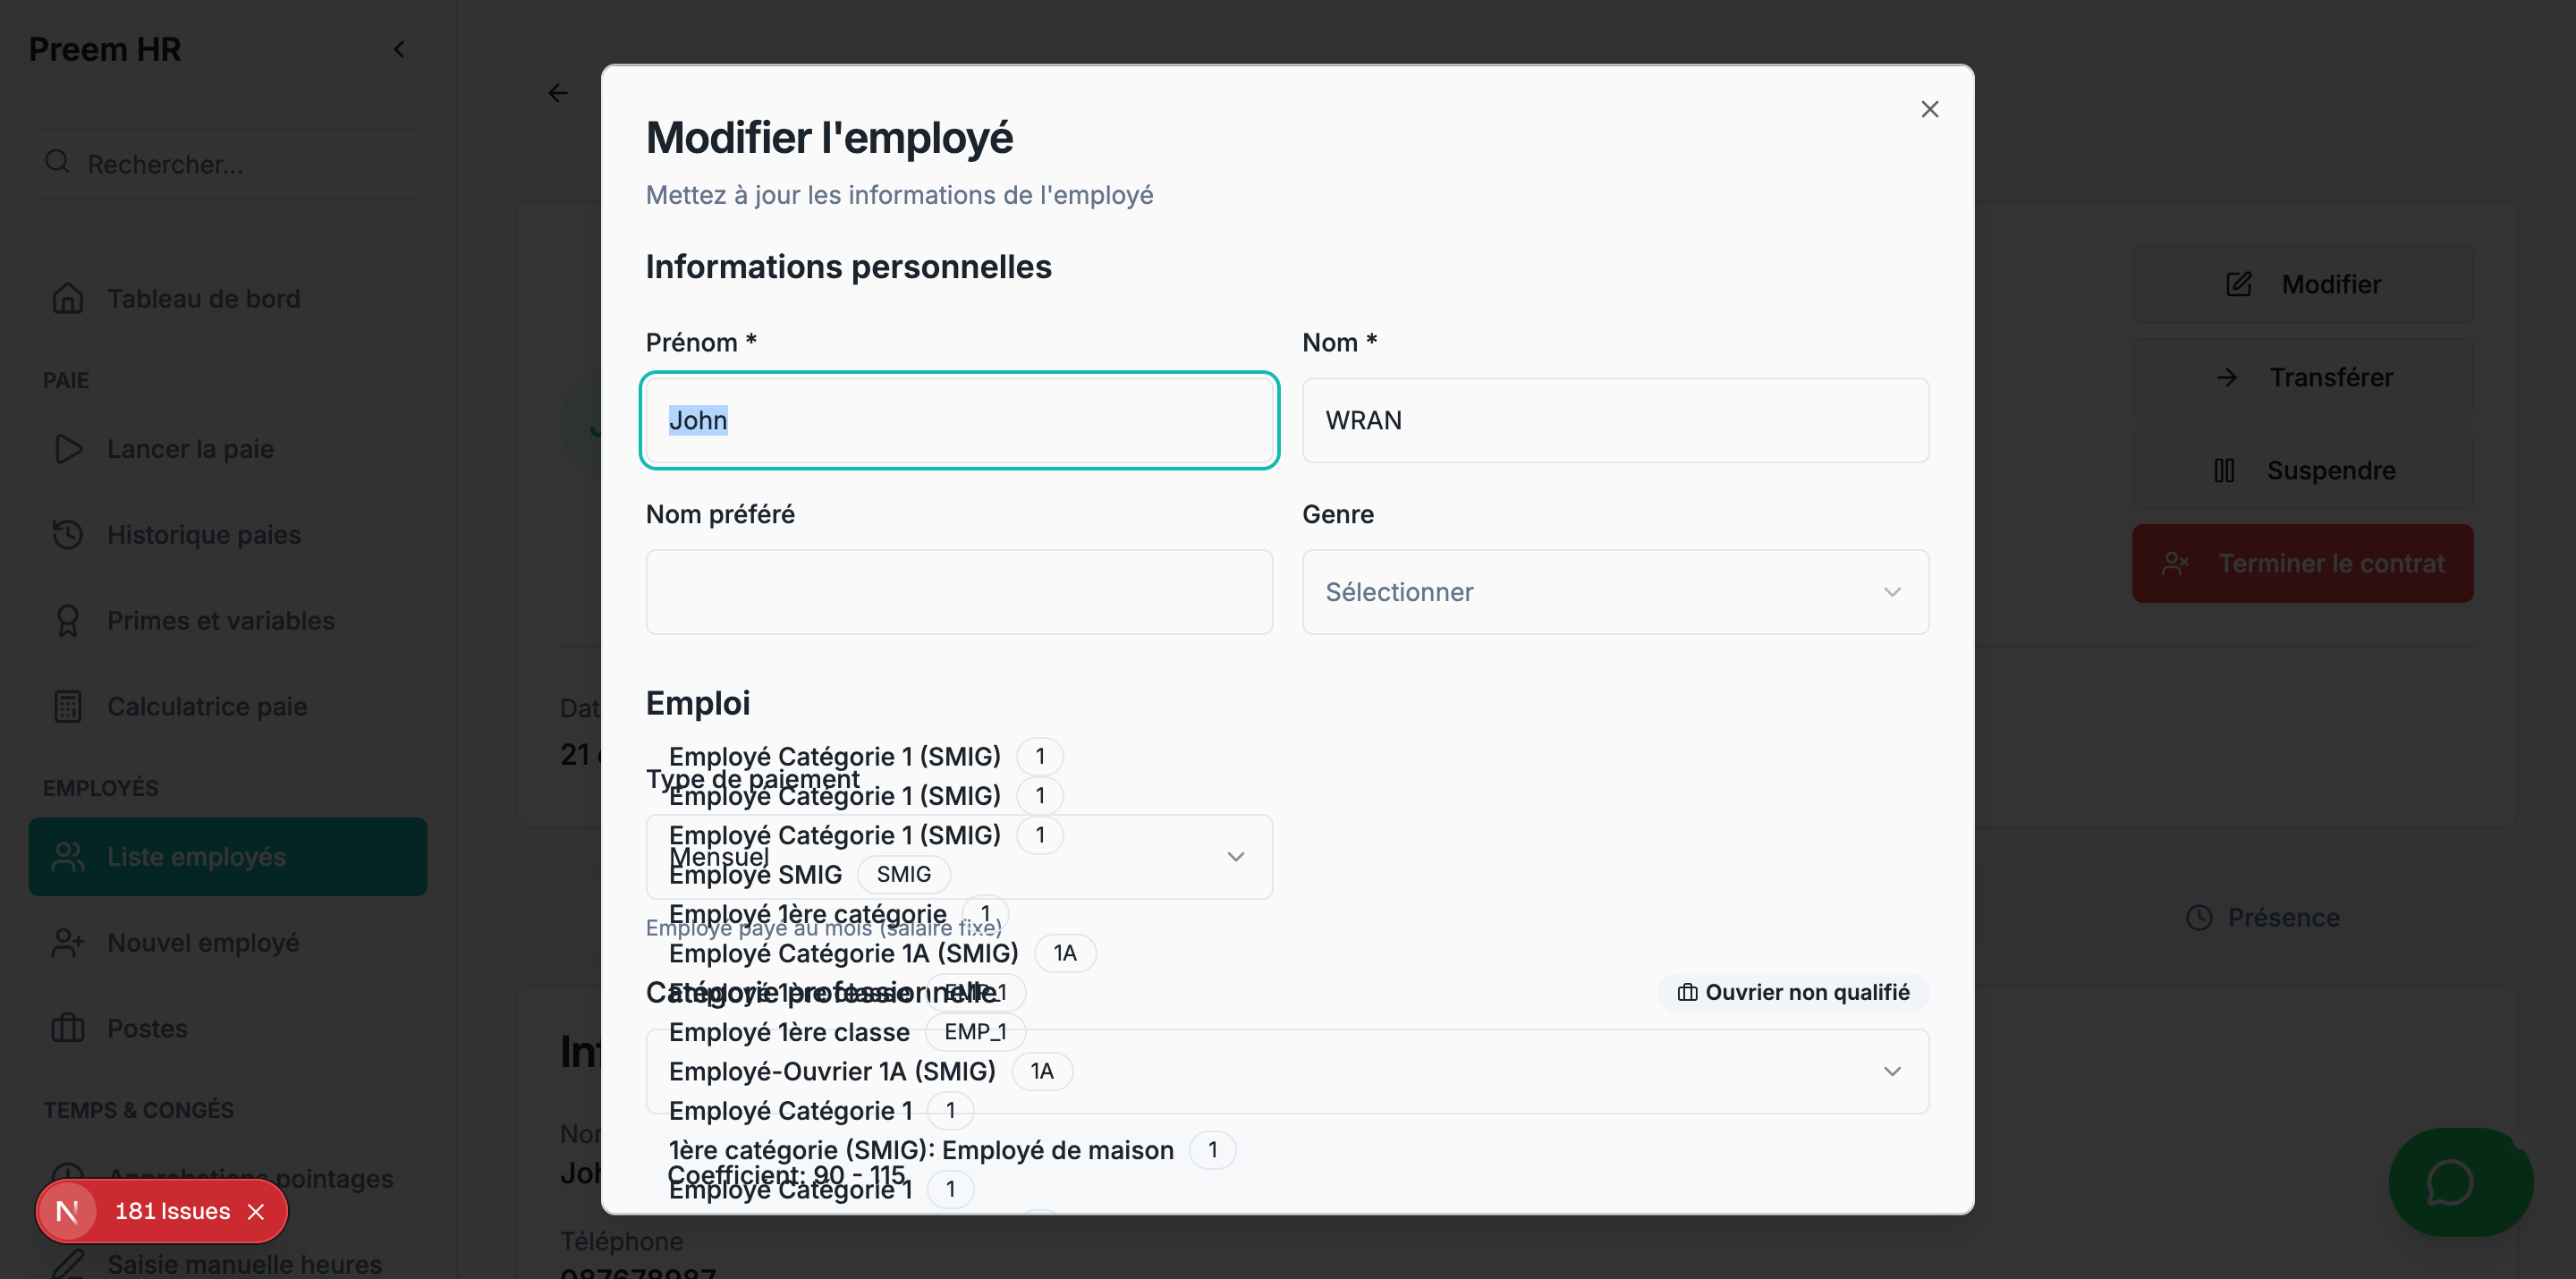 Preem HR
Rechercher...
Tableau de bord
PAIE
Lancer la paie
Historique paies
Primes et variables
Calculatrice paie
EMPLOYÉS
Liste employés
Nouvel employé
Postes
TEMPS & CONGÉS
Approbations pointages
N 181 Issues
Saisie manuelle heures
Modifier l'employé
Mettez à jour les informations de l'employé
Informations personnelles
Prénom *
Nom *
John
WRAN
Nom préféré
Genre
Sélectionner
Emploi
Employé Catégorie 1 (SMIG) 1
Type de paiement
Employé Catégorie 1 (SMIG) 1
Employé Catégorie 1 (SMIG) 1
Mensuel
Employé SMIG SMIG
Employé 1ère catégorie 1
Employé payé au mois (salaire fixe)
Employé Catégorie 1A (SMIG) 1A
Catégorie professionnelle
Employé 1ère classe EMP_1
Ouvrier non qualifié
Employé 1ère classe EMP_1
Employé-Ouvrier 1A (SMIG) 1A
Employé Catégorie 1 1
1ère catégorie (SMIG): Employé de maison 1
Coefficient: 90 - 115
Employé Catégorie 1 1
Modifier
Transférer
Suspendre
Terminer le contrat
Présence
21
Téléphone
087678987